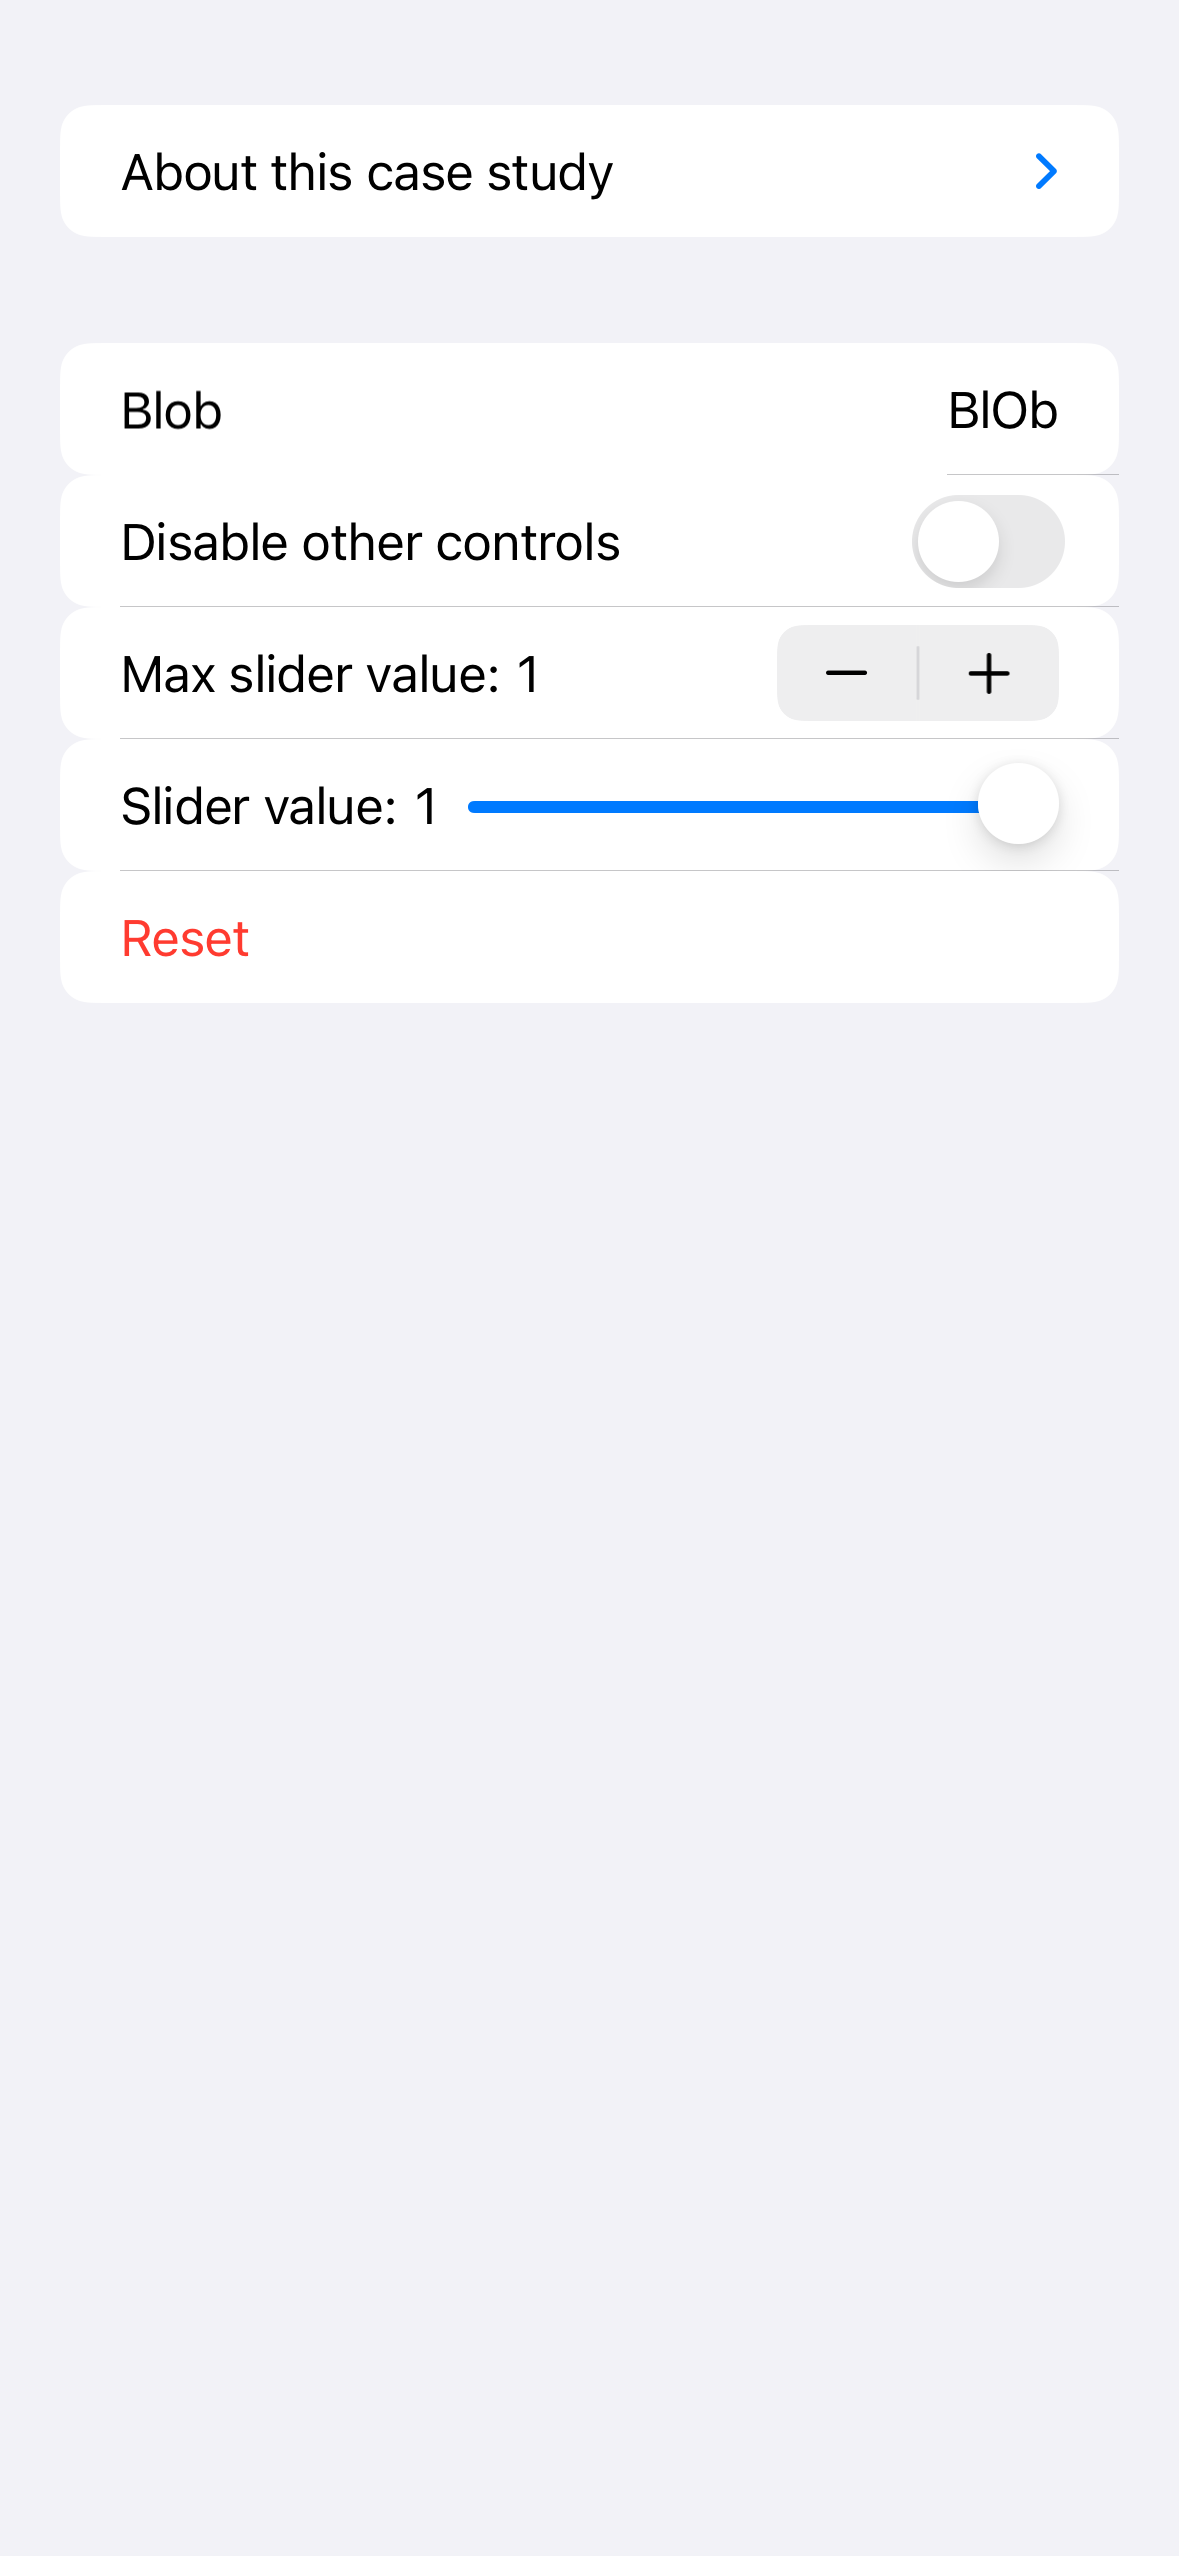 About this case study
Blob BlOb
Disable other controls
Max slider value: 1
Slider value: 1
Reset